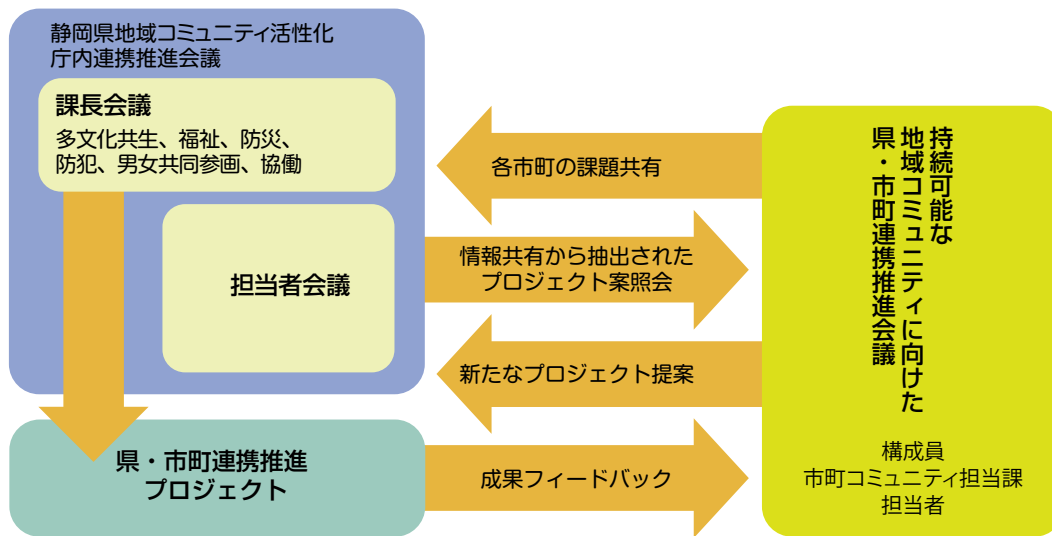 静岡県地域コミュニティ活性化
庁内連携推進会議
課長会議
多文化共生、福祉、防災、
防犯、男女共同参画、協働
担当者会議
県・市町連携推進
プロジェクト
各市町の課題共有
情報共有から抽出された
プロジェクト案照会
新たなプロジェクト提案
成果フィードバック
持続可能な
地域コミュニティに向けた
県・市町連携推進会議
構成員
市町コミュニティ担当課
担当者